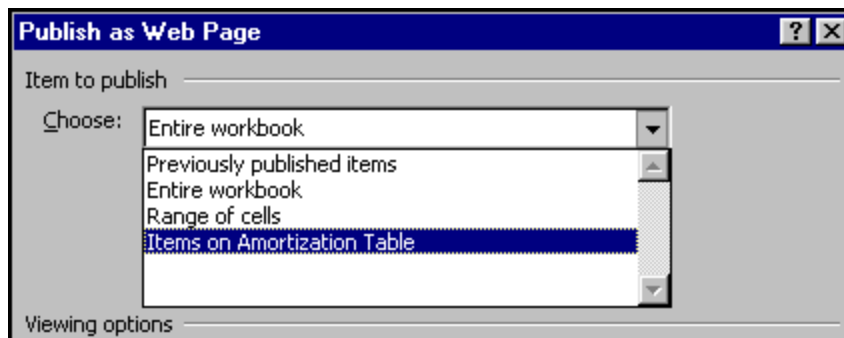 Publish as Web Page
Item to publish
Choose: Entire workbook
Previously published items
Entire workbook
Range of cells
Items on Amortization Table
Viewing options